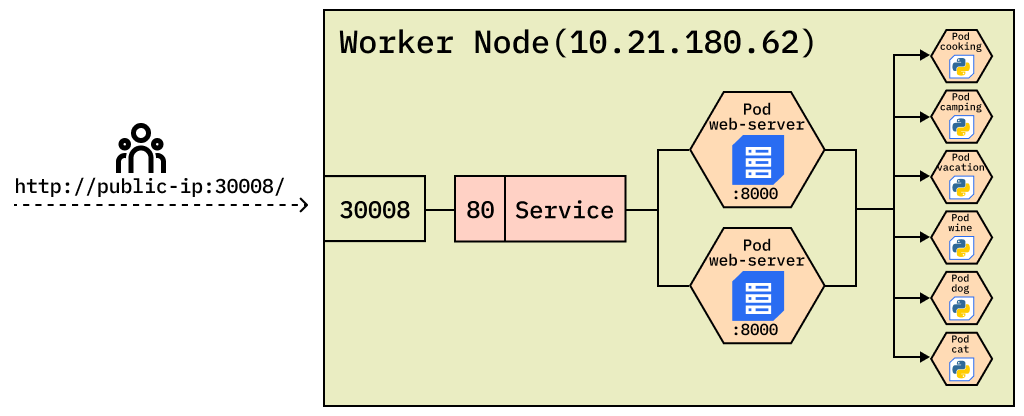 Worker Node(10.21.180.62)
http://public-ip:30008/
30008
80
Service
Pod
web-server
:8000
Pod
web-server
:8000
Pod
cooking
Pod
camping
Pod
vacation
Pod
wine
Pod
dog
Pod
cat